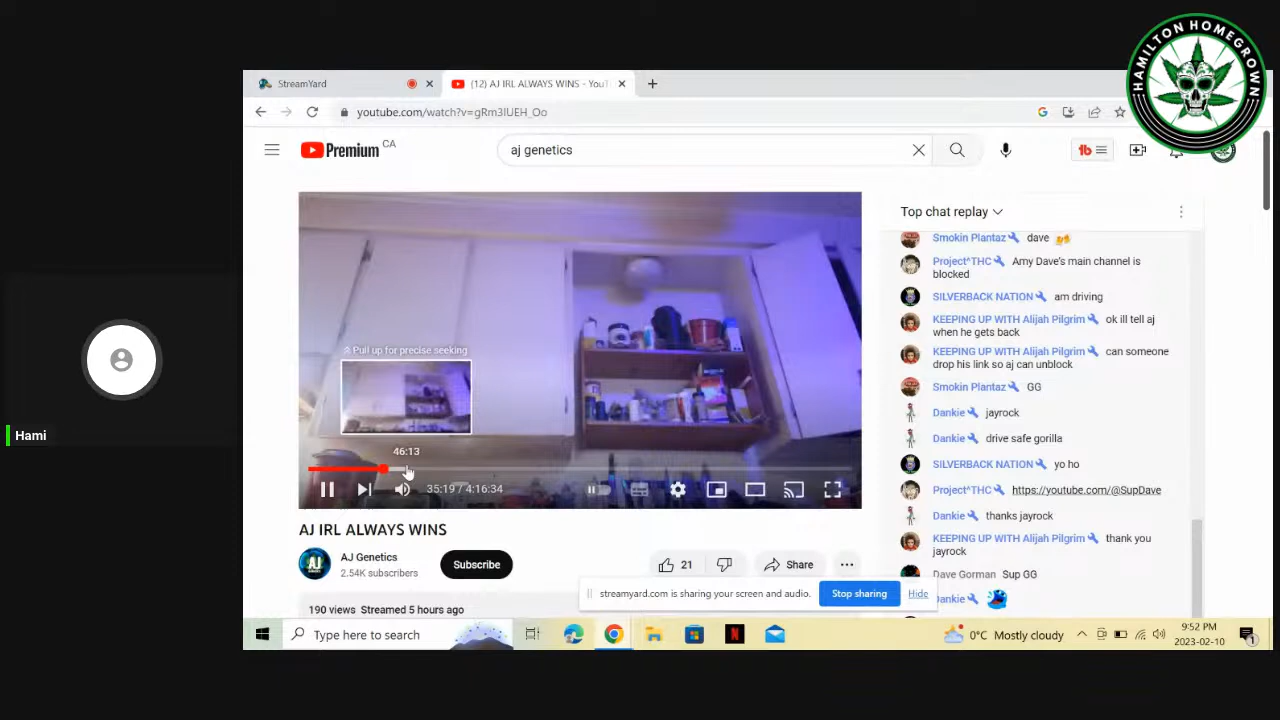 HAMILTON HOMEGROWN
StreamYard
(12) AJ IRL ALWAYS WINS - YouT
youtube.com/watch?v=gRm3lUEH_Oo
Premium
CA
aj genetics
Top chat replay
Smokin Plantaz dave
Project^THC Amy Dave's main channel is
blocked
SILVERBACK NATION am driving
KEEPING UP WITH Alijah Pilgrim ok ill tell aj
when he gets back
KEEPING UP WITH Alijah Pilgrim can someone
drop his link so aj can unblock
Smokin Plantaz GG
Dankie jayrock
Dankie drive safe gorilla
SILVERBACK NATION yo ho
Project^THC https://youtube.com/@SupDave
Dankie thanks jayrock
KEEPING UP WITH Alijah Pilgrim thank you
jayrock
Dave Gorman Sup GG
Dankie
Pull up for precise seeking
46:13
35:19 / 4:16:34
AJ IRL ALWAYS WINS
AJ Genetics
2.54K subscribers
Subscribe
21
Share
190 views Streamed 5 hours ago
streamyard.com is sharing your screen and audio.
Stop sharing
Hide
Type here to search
0°C Mostly cloudy
9:52 PM
2023-02-10
1
Hami